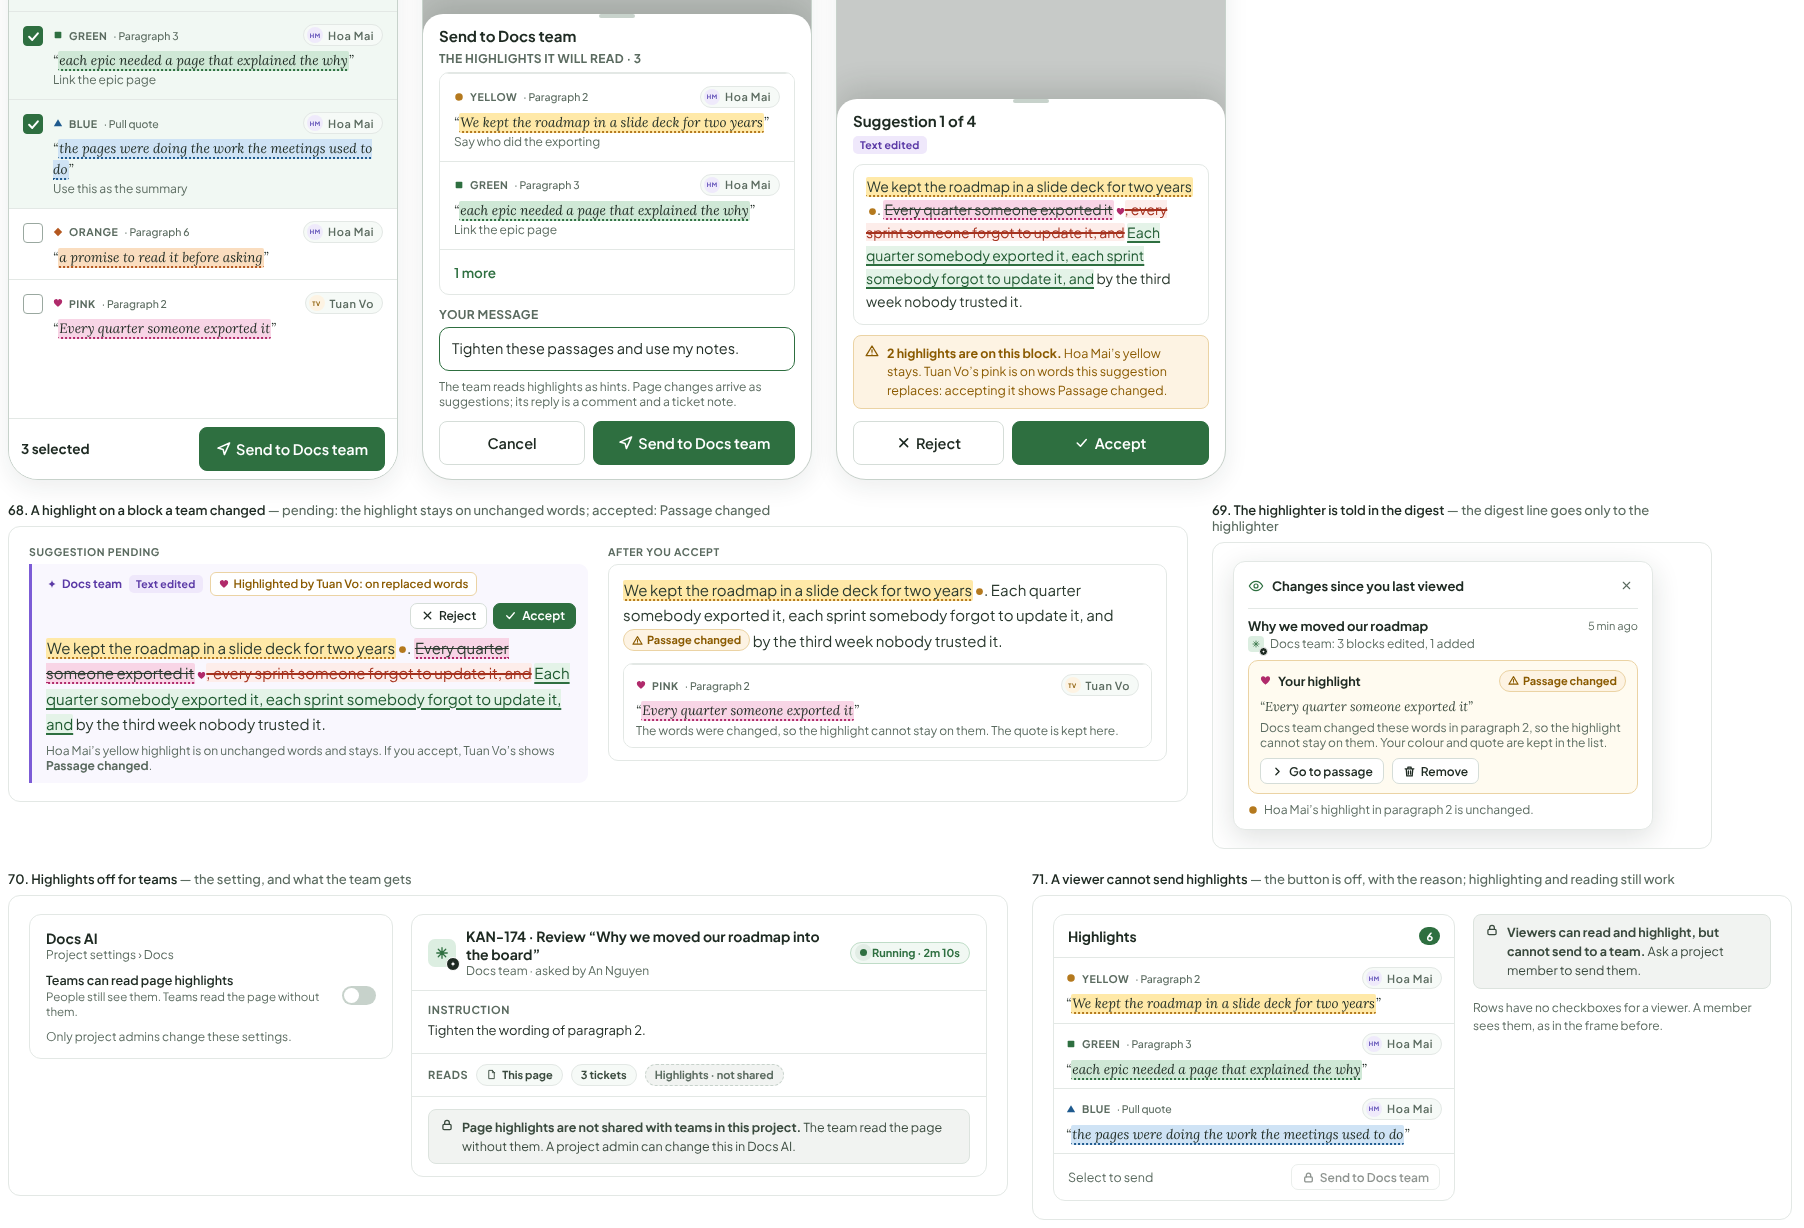 GREEN · Paragraph 3
HM Hoa Mai
“each epic needed a page that explained the why”
Link the epic page
BLUE · Pull quote
HM Hoa Mai
“the pages were doing the work the meetings used to
do”
Use this as the summary
ORANGE · Paragraph 6
HM Hoa Mai
“a promise to read it before asking”
PINK · Paragraph 2
TV Tuan Vo
“Every quarter someone exported it”
3 selected
Send to Docs team
Send to Docs team
THE HIGHLIGHTS IT WILL READ · 3
YELLOW · Paragraph 2
HM Hoa Mai
“We kept the roadmap in a slide deck for two years”
Say who did the exporting
GREEN · Paragraph 3
HM Hoa Mai
“each epic needed a page that explained the why”
Link the epic page
1 more
YOUR MESSAGE
Tighten these passages and use my notes.
The team reads highlights as hints. Page changes arrive as
suggestions; its reply is a comment and a ticket note.
Cancel
Send to Docs team
Suggestion 1 of 4
Text edited
We kept the roadmap in a slide deck for two years
. Every quarter someone exported it , every
sprint someone forgot to update it, and Each
quarter somebody exported it, each sprint
somebody forgot to update it, and by the third
week nobody trusted it.
2 highlights are on this block. Hoa Mai’s yellow
stays. Tuan Vo’s pink is on words this suggestion
replaces: accepting it shows Passage changed.
Reject
Accept
68. A highlight on a block a team changed — pending: the highlight stays on unchanged words; accepted: Passage changed
SUGGESTION PENDING
Docs team
Text edited
Highlighted by Tuan Vo: on replaced words
Reject
Accept
We kept the roadmap in a slide deck for two years . Every quarter
someone exported it , every sprint someone forgot to update it, and Each
quarter somebody exported it, each sprint somebody forgot to update it,
and by the third week nobody trusted it.
Hoa Mai’s yellow highlight is on unchanged words and stays. If you accept, Tuan Vo’s shows
Passage changed.
AFTER YOU ACCEPT
We kept the roadmap in a slide deck for two years . Each quarter
somebody exported it, each sprint somebody forgot to update it, and
Passage changed by the third week nobody trusted it.
PINK · Paragraph 2
TV Tuan Vo
“Every quarter someone exported it”
The words were changed, so the highlight cannot stay on them. The quote is kept here.
69. The highlighter is told in the digest — the digest line goes only to the
highlighter
Changes since you last viewed
Why we moved our roadmap
5 min ago
Docs team: 3 blocks edited, 1 added
Your highlight
Passage changed
“Every quarter someone exported it”
Docs team changed these words in paragraph 2, so the highlight
cannot stay on them. Your colour and quote are kept in the list.
Go to passage
Remove
Hoa Mai’s highlight in paragraph 2 is unchanged.
70. Highlights off for teams — the setting, and what the team gets
Docs AI
Project settings › Docs
Teams can read page highlights
People still see them. Teams read the page without
them.
Only project admins change these settings.
KAN-174 · Review “Why we moved our roadmap into
the board”
Docs team · asked by An Nguyen
Running · 2m 10s
INSTRUCTION
Tighten the wording of paragraph 2.
READS
This page
3 tickets
Highlights · not shared
Page highlights are not shared with teams in this project. The team read the page
without them. A project admin can change this in Docs AI.
71. A viewer cannot send highlights — the button is off, with the reason; highlighting and reading still work
Highlights
6
YELLOW · Paragraph 2
HM Hoa Mai
“We kept the roadmap in a slide deck for two years”
GREEN · Paragraph 3
HM Hoa Mai
“each epic needed a page that explained the why”
BLUE · Pull quote
HM Hoa Mai
“the pages were doing the work the meetings used to do”
Select to send
Send to Docs team
Viewers can read and highlight, but
cannot send to a team. Ask a project
member to send them.
Rows have no checkboxes for a viewer. A member
sees them, as in the frame before.